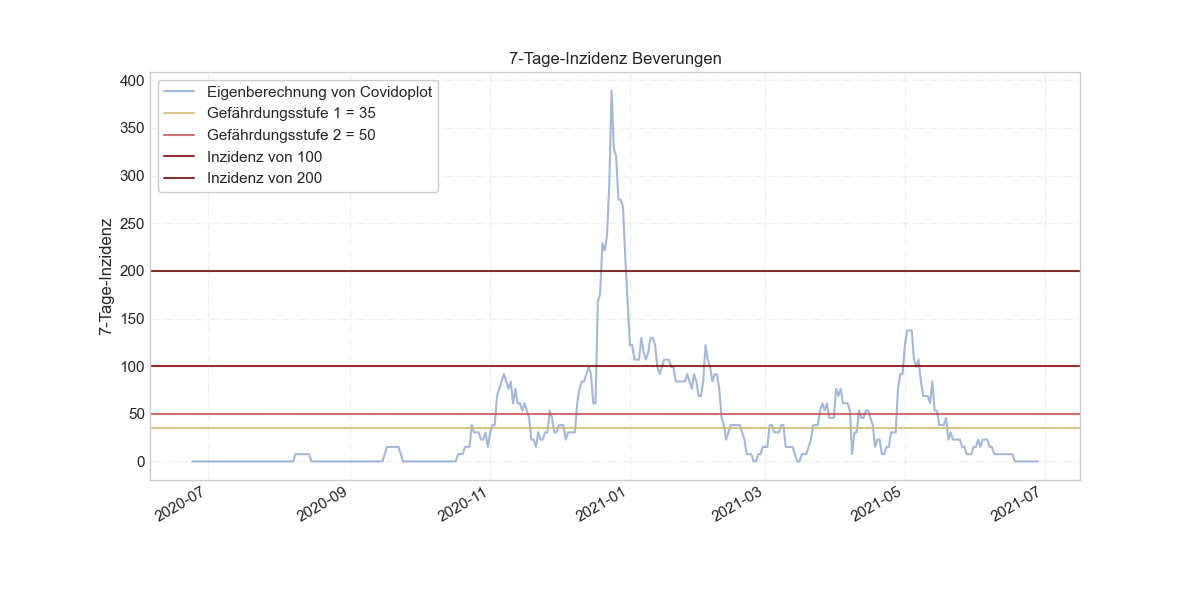 7-Tage-Inzidenz Beverungen
Eigenberechnung von Covidoplot
Gefährdungsstufe 1 = 35
Gefährdungsstufe 2 = 50
Inzidenz von 100
Inzidenz von 200
7-Tage-Inzidenz
400
350
300
250
200
150
100
50
0
2020-07
2020-09
2020-11
2021-01
2021-03
2021-05
2021-07